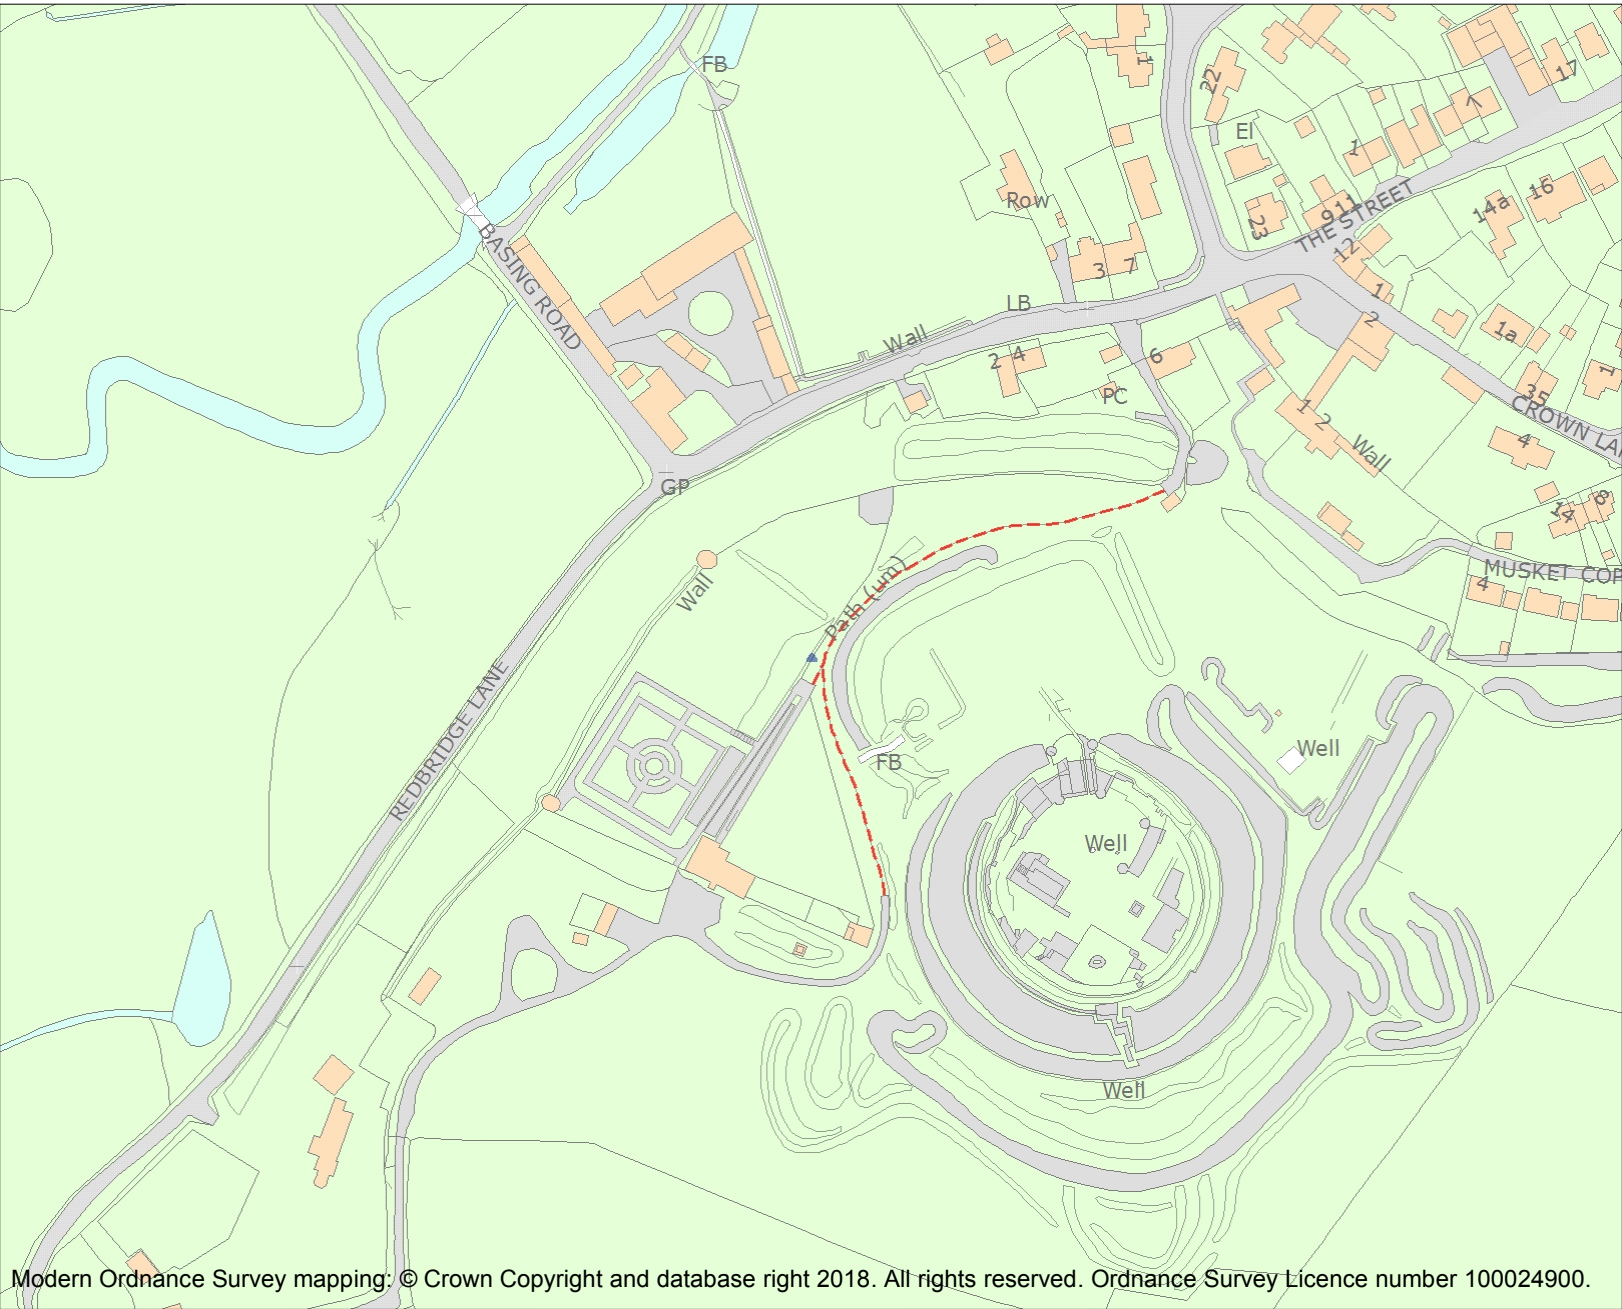 FB
1
22
17
7
El
1
Row
23
9 11
THE STREET
14a
16
12
BASING ROAD
3
7
1
LB
2
Wall
2
4
6
1a
1
PC
35
1
2
CROWN LA
Wall
4
GP
8
14
Path (um)
Wall
MUSKET COP
4
REDBRIDGE LANE
FB
Well
Well
Well
Modern Ordnance Survey mapping: © Crown Copyright and database right 2018. All rights reserved. Ordnance Survey Licence number 100024900.